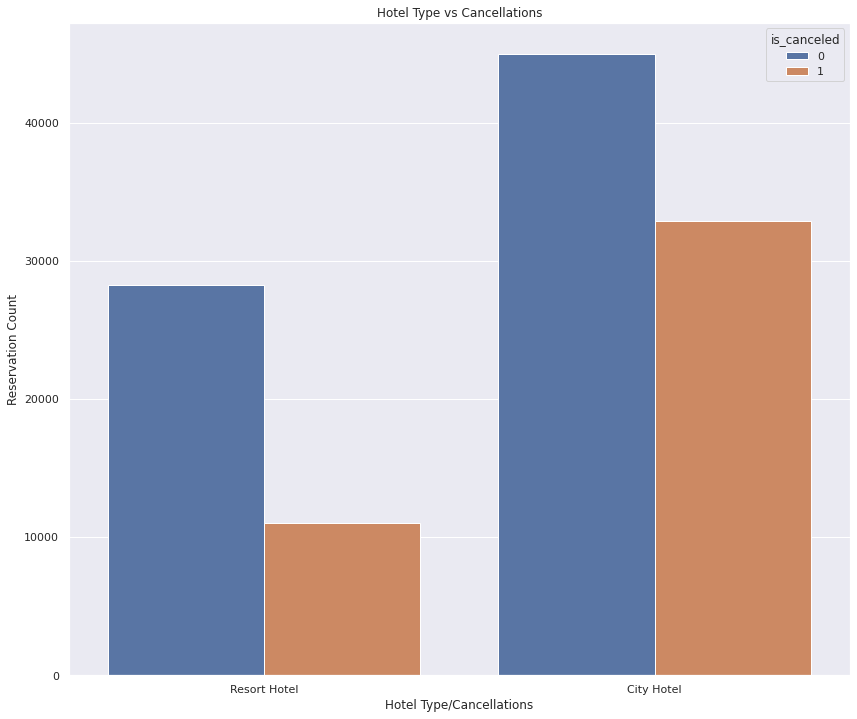 Hotel Type vs Cancellations
is_canceled
0
1
40000
30000
20000
10000
0
Reservation Count
Resort Hotel
City Hotel
Hotel Type/Cancellations